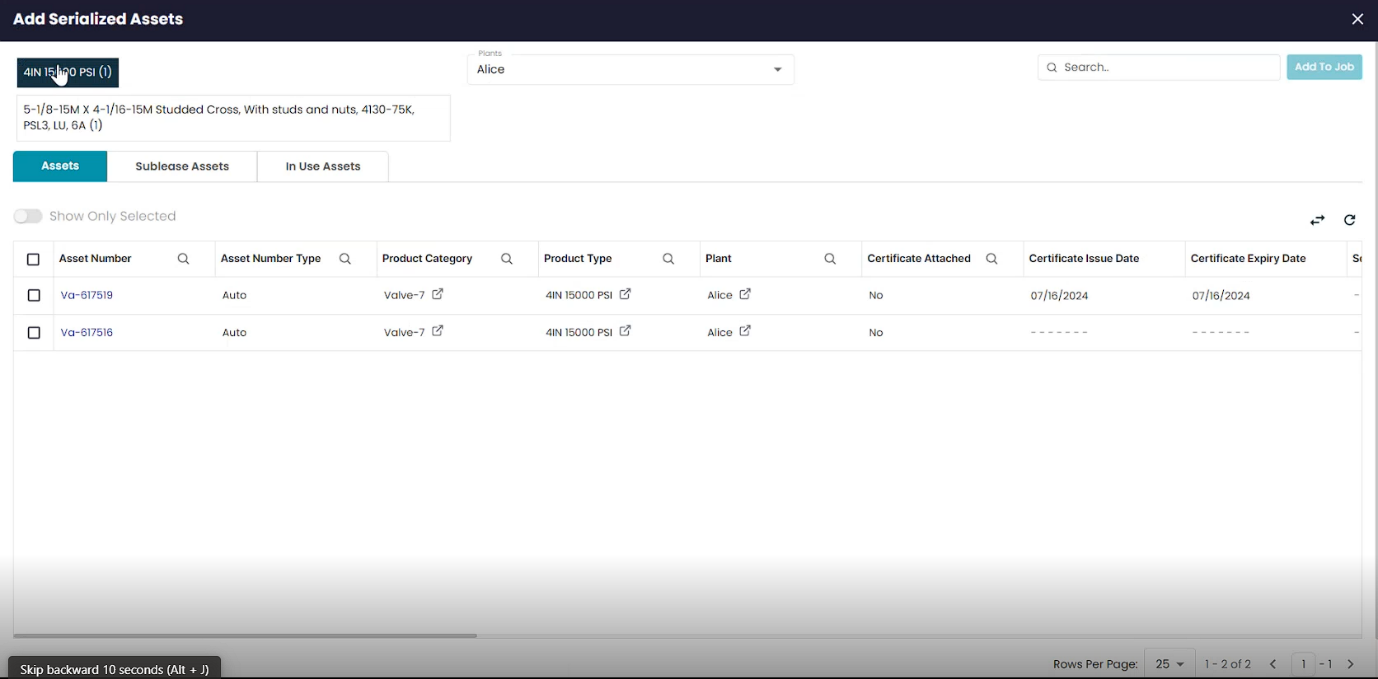 Add Serialized Assets
4IN 15000 PSI (1)
Plants
Alice
Search..
Add To Job
5-1/8-15M X 4-1/16-15M Studded Cross, With studs and nuts, 4130-75K,
PSL3, LU, 6A (1)
Assets Sublease Assets In Use Assets
Show Only Selected
Asset Number Asset Number Type Product Category Product Type Plant Certificate Attached Certificate Issue Date Certificate Expiry Date
Va-617519 Auto Valve-7 4IN 15000 PSI Alice No 07/16/2024 07/16/2024
Va-617516 Auto Valve-7 4IN 15000 PSI Alice No - - - - - - - - - - - - - -
Skip backward 10 seconds (Alt + J)
Rows Per Page: 25 1 - 2 of 2 1 - 1